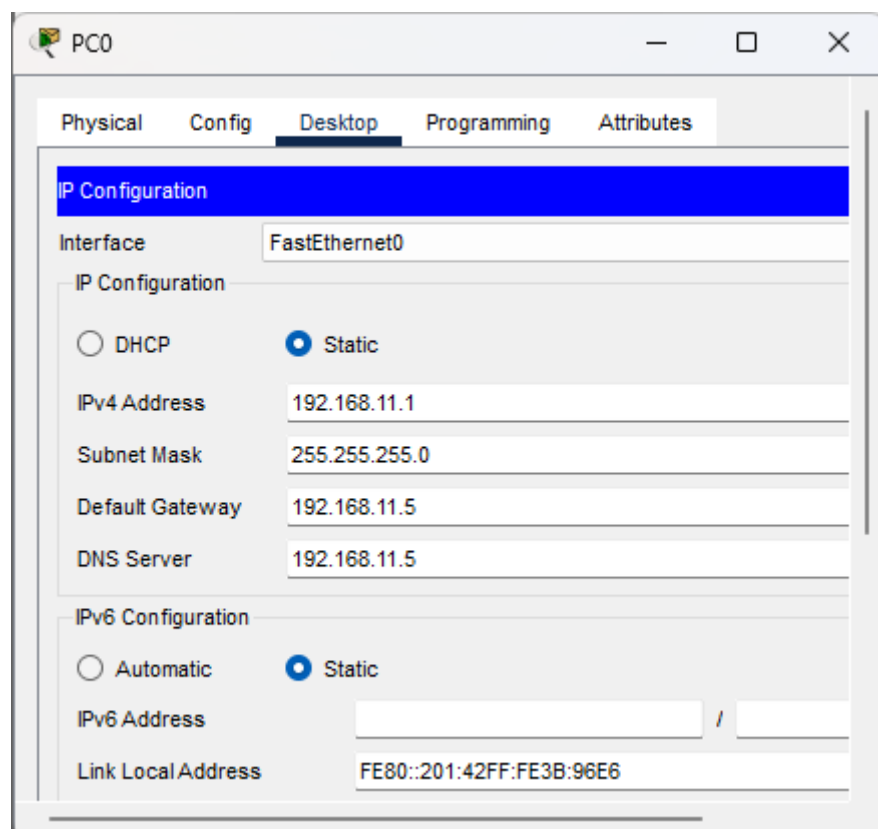 PC0
Physical Config Desktop Programming Attributes
IP Configuration
Interface FastEthernet0
IP Configuration
DHCP Static
IPv4 Address 192.168.11.1
Subnet Mask 255.255.255.0
Default Gateway 192.168.11.5
DNS Server 192.168.11.5
IPv6 Configuration
Automatic Static
IPv6 Address /
Link Local Address FE80::201:42FF:FE3B:96E6